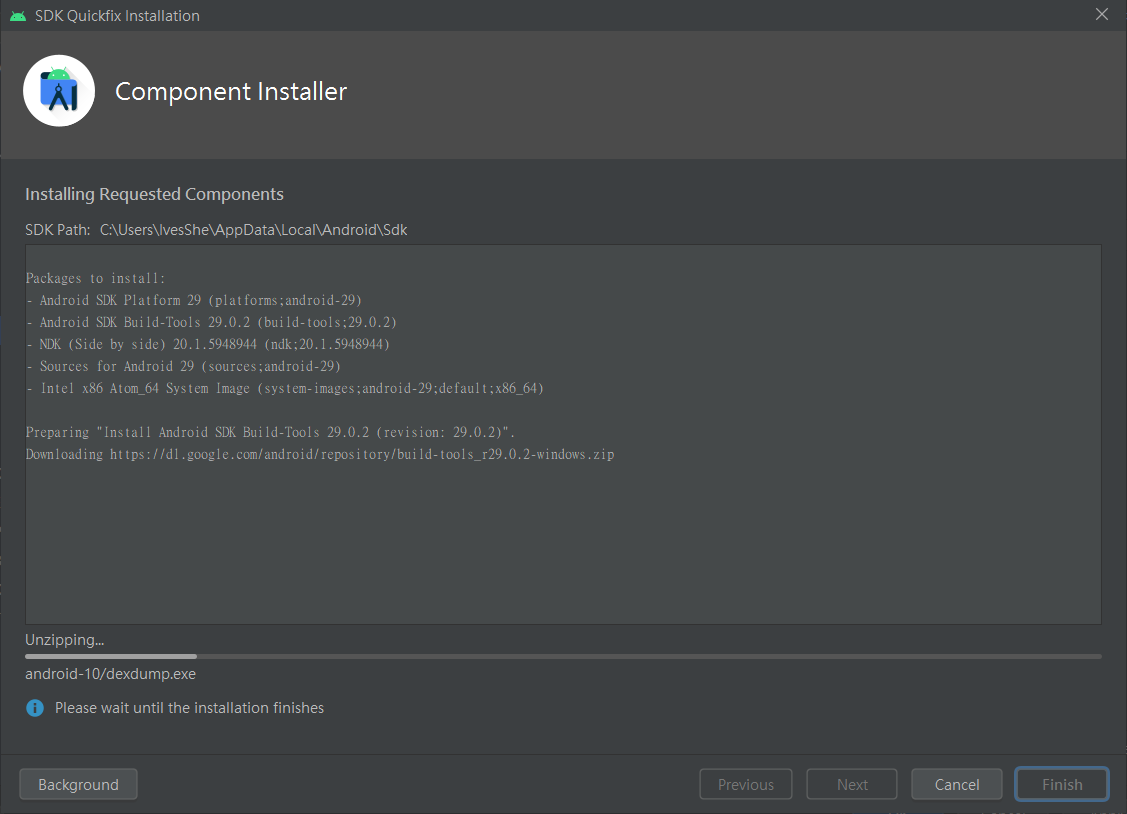 SDK Quickfix Installation
Component Installer
Installing Requested Components
SDK Path: C:\Users\IvesShe\AppData\Local\Android\Sdk
Packages to install:
- Android SDK Platform 29 (platforms;android-29)
- Android SDK Build-Tools 29.0.2 (build-tools;29.0.2)
- NDK (Side by side) 20.1.5948944 (ndk;20.1.5948944)
- Sources for Android 29 (sources;android-29)
- Intel x86 Atom_64 System Image (system-images;android-29;default;x86_64)
Preparing "Install Android SDK Build-Tools 29.0.2 (revision: 29.0.2)".
Downloading https://dl.google.com/android/repository/build-tools_r29.0.2-windows.zip
Unzipping...
android-10/dexdump.exe
Please wait until the installation finishes
Background Previous Next Cancel Finish